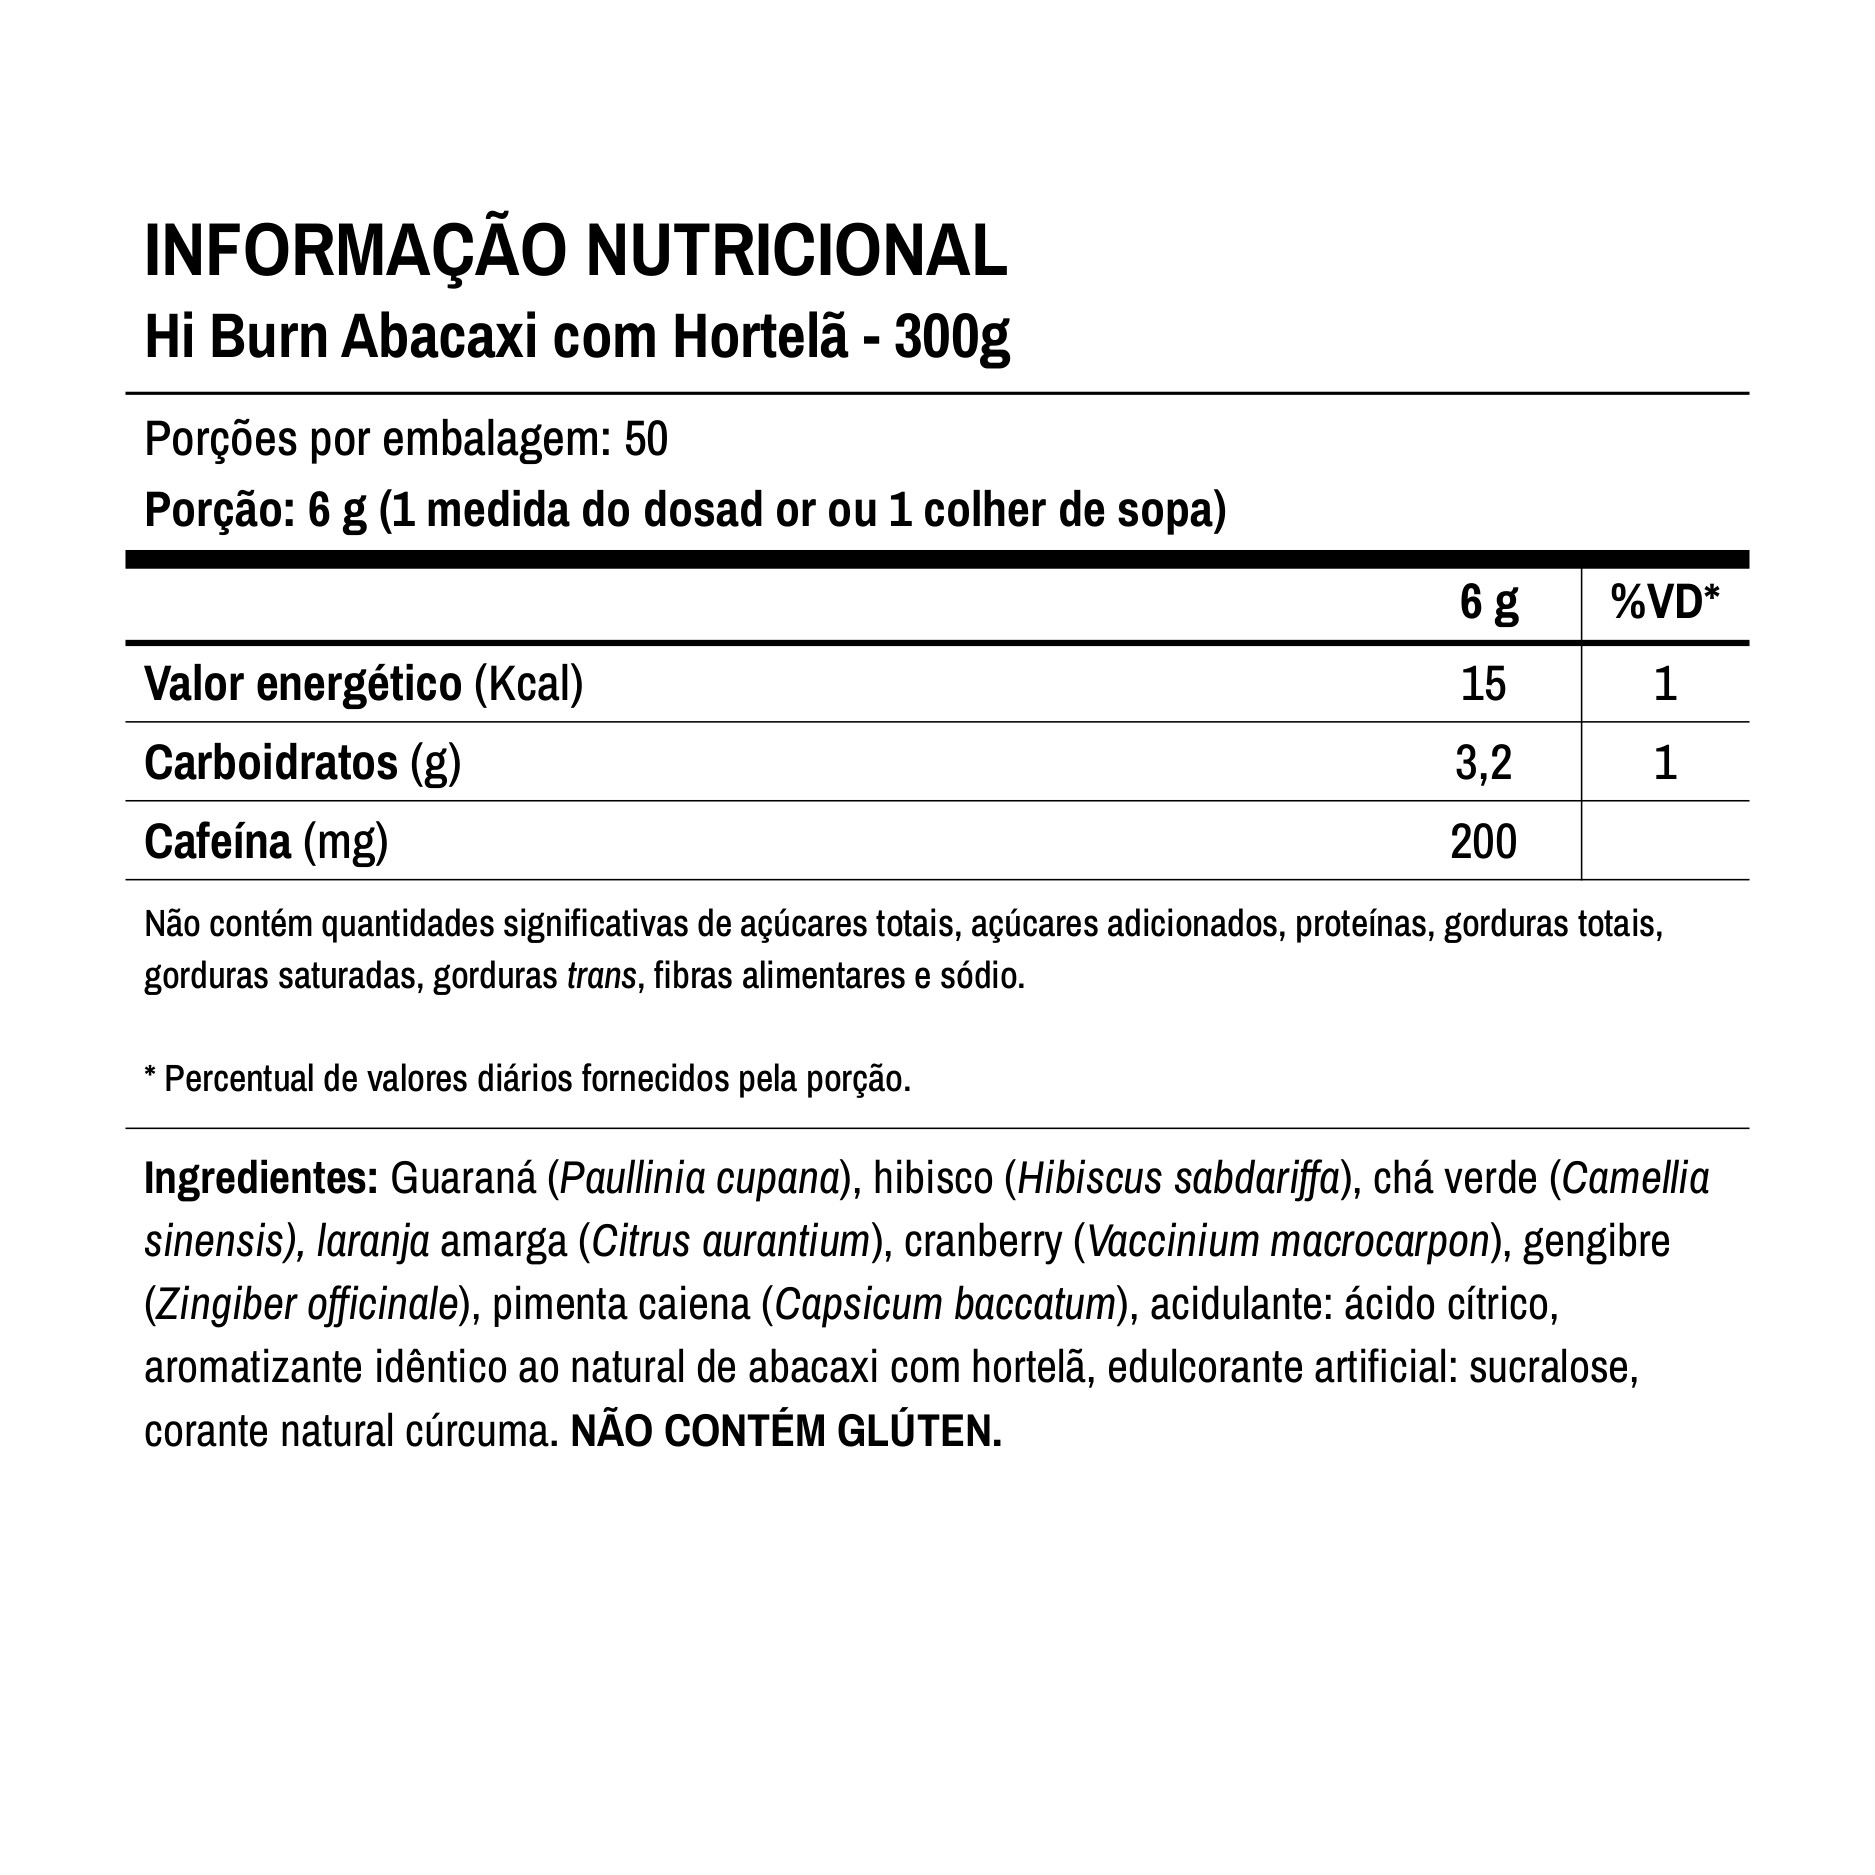 INFORMAÇÃO NUTRICIONAL
Hi Burn Abacaxi com Hortelã - 300g
Porções por embalagem: 50
Porção: 6 g (1 medida do dosad or ou 1 colher de sopa)
6 g %VD*
Valor energético (Kcal) 15 1
Carboidratos (g) 3,2 1
Cafeína (mg) 200
Não contém quantidades significativas de açúcares totais, açúcares adicionados, proteínas, gorduras totais,
gorduras saturadas, gorduras trans, fibras alimentares e sódio.
* Percentual de valores diários fornecidos pela porção.
Ingredientes: Guaraná (Paullinia cupana), hibisco (Hibiscus sabdariffa), chá verde (Camellia
sinensis), laranja amarga (Citrus aurantium), cranberry (Vaccinium macrocarpon), gengibre
(Zingiber officinale), pimenta caiena (Capsicum baccatum), acidulante: ácido cítrico,
aromatizante idêntico ao natural de abacaxi com hortelã, edulcorante artificial: sucralose,
corante natural cúrcuma. NÃO CONTÉM GLÚTEN.